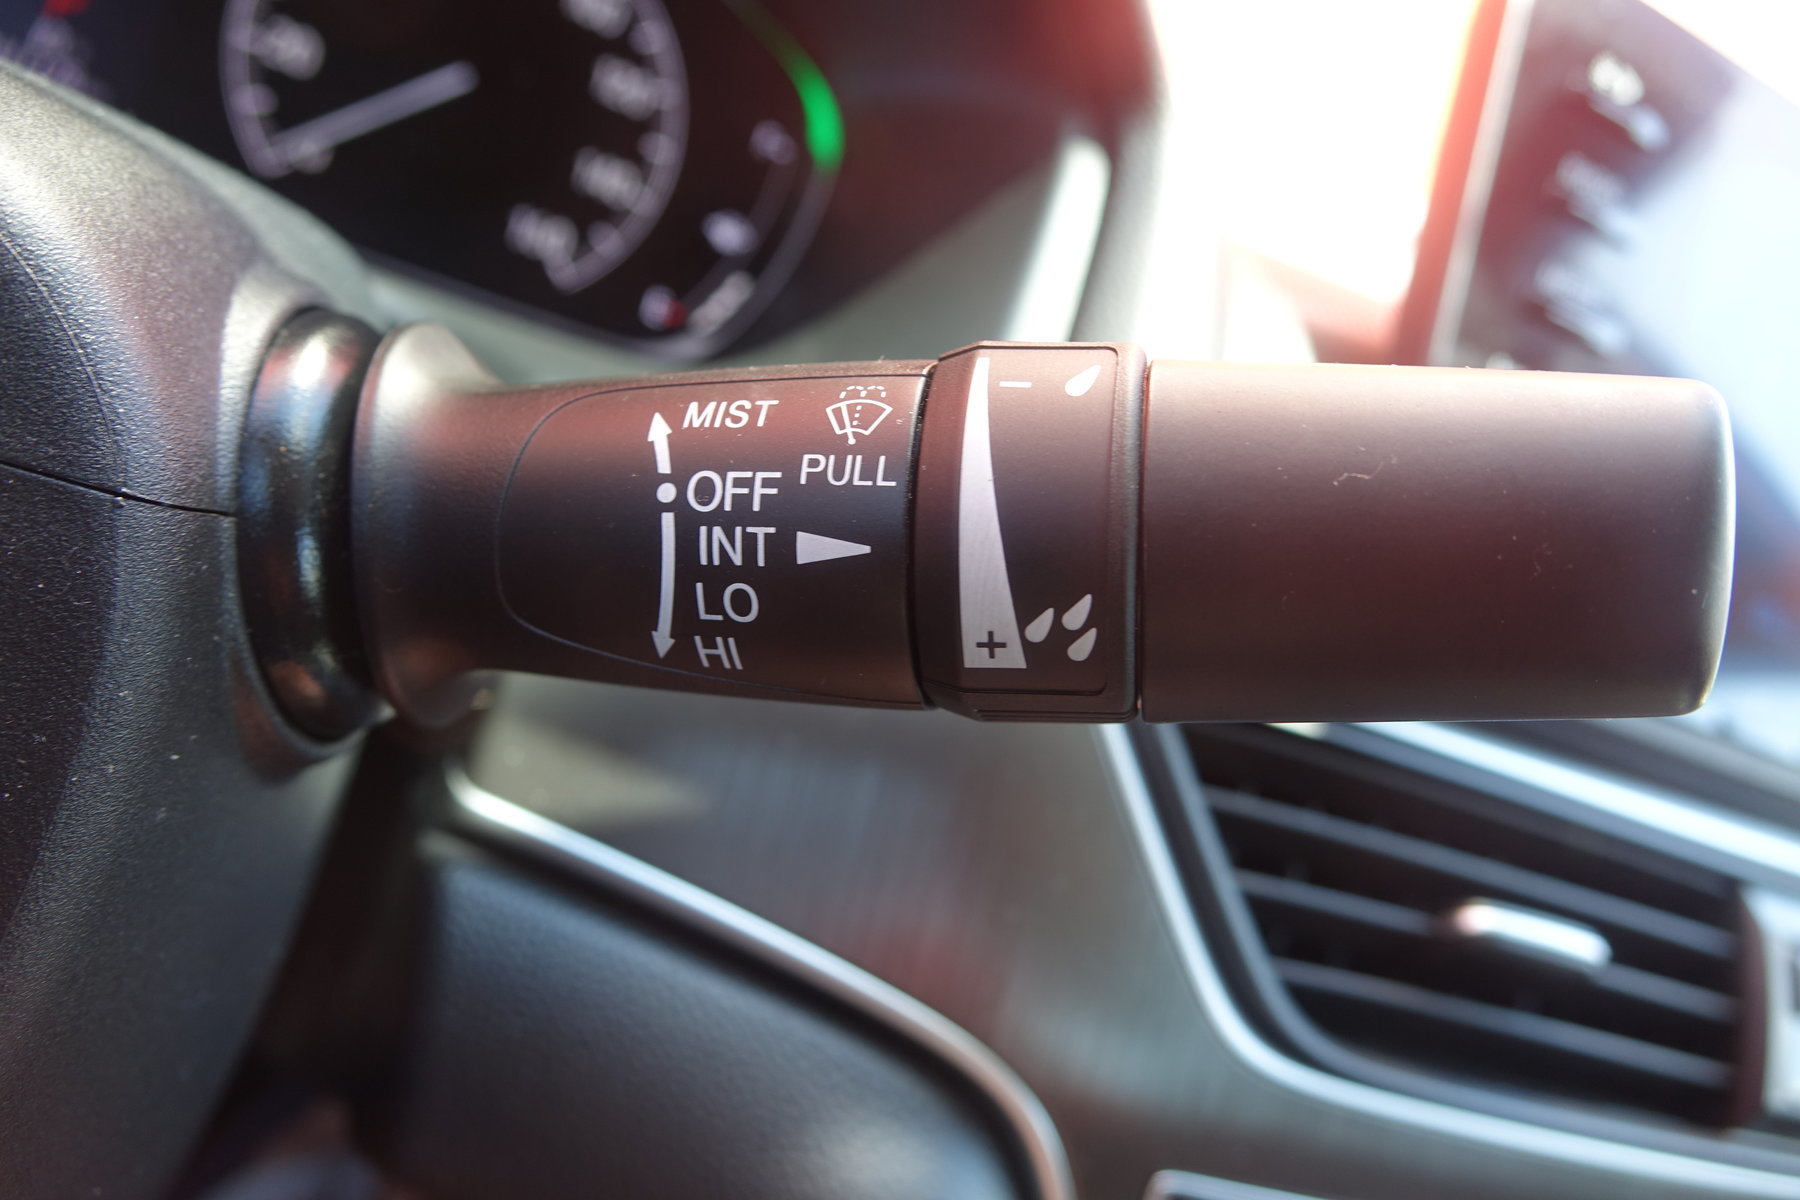 MIST
OFF
PULL
INT
LO
HI
−
+